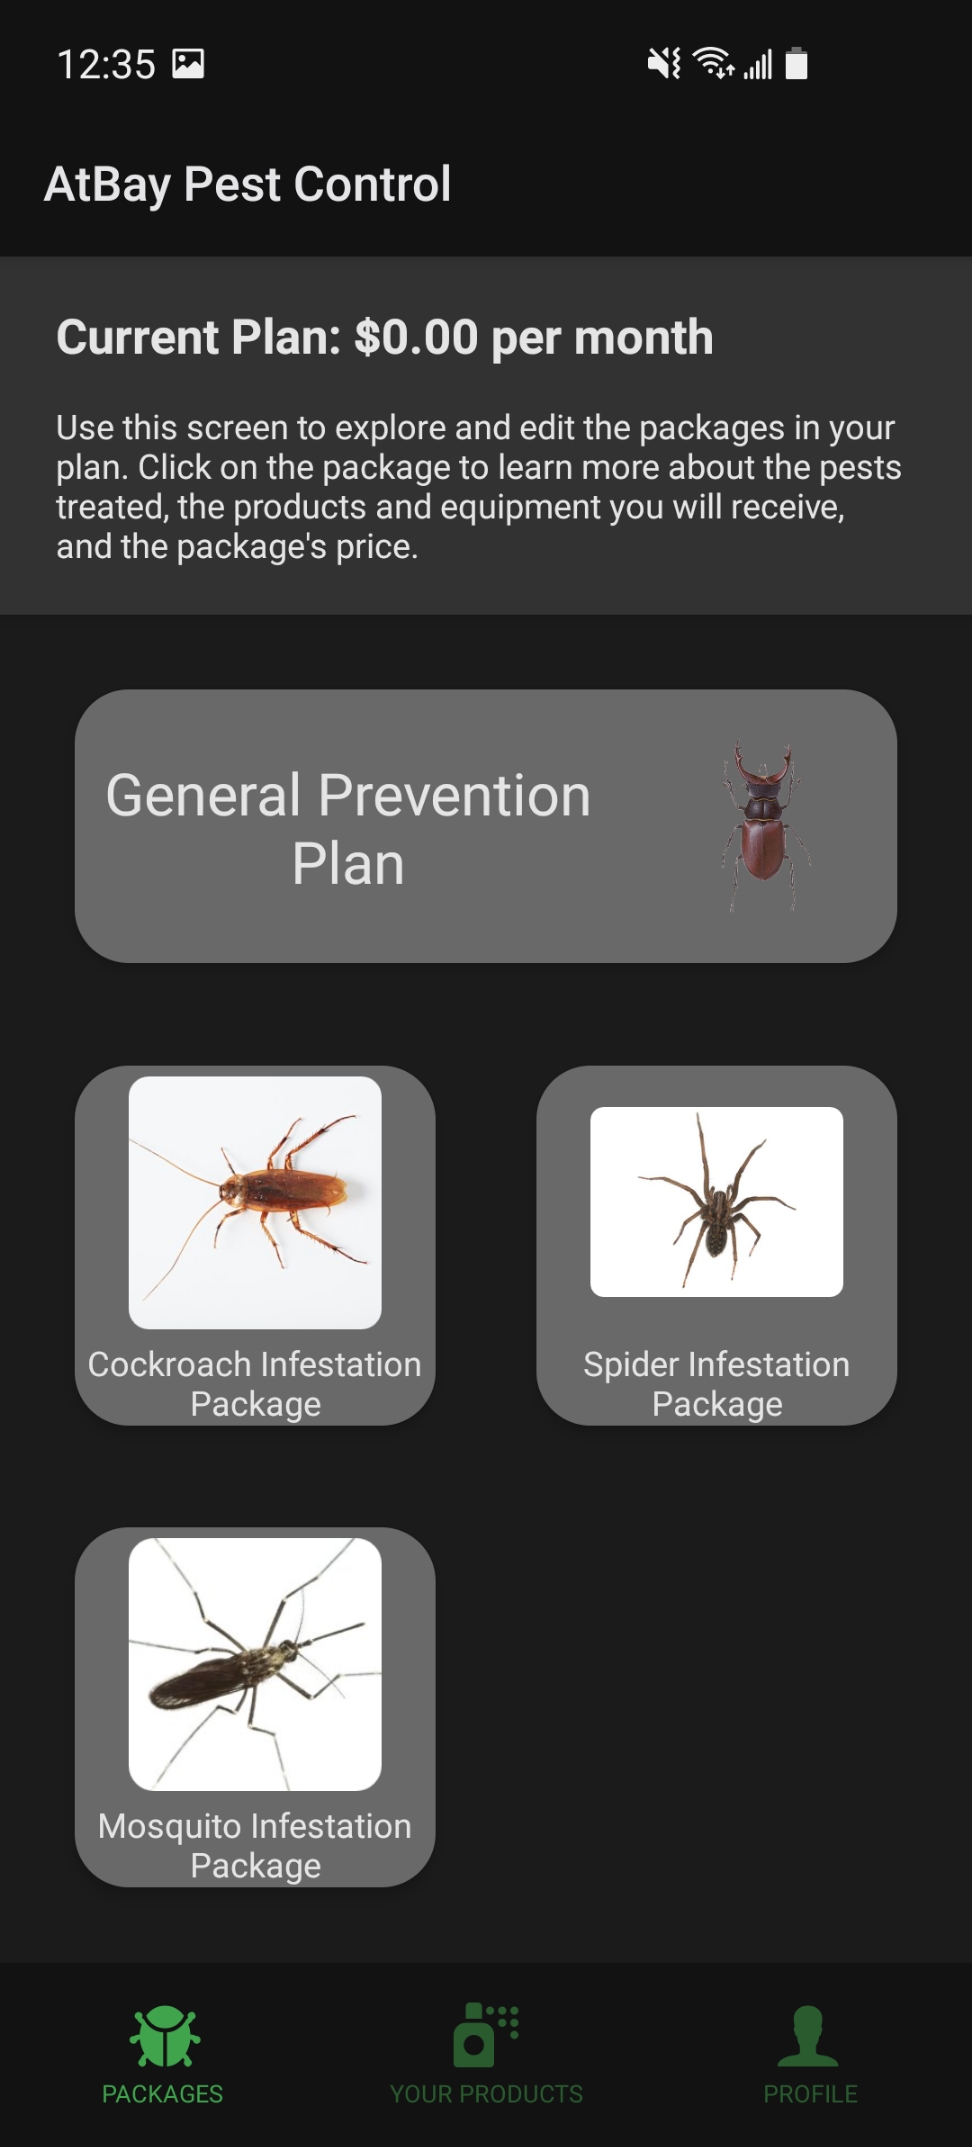 12:35
AtBay Pest Control
Current Plan: $0.00 per month
Use this screen to explore and edit the packages in your
plan. Click on the package to learn more about the pests
treated, the products and equipment you will receive,
and the package's price.
General Prevention
Plan
Cockroach Infestation
Package
Spider Infestation
Package
Mosquito Infestation
Package
PACKAGES
YOUR PRODUCTS
PROFILE